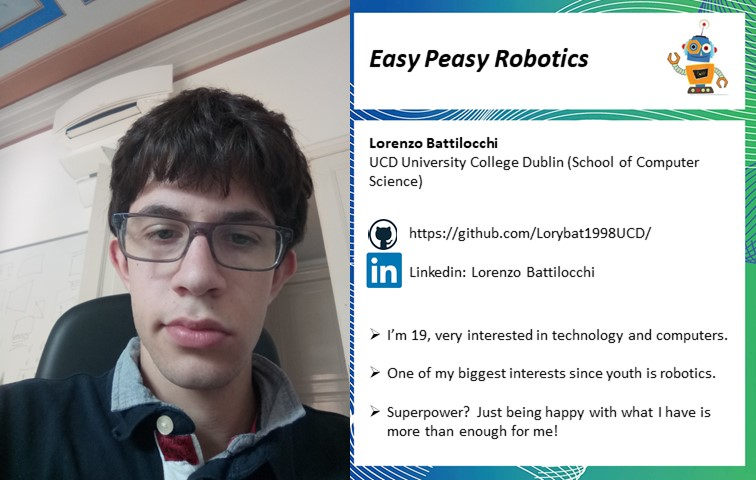 Easy Peasy Robotics
Lorenzo Battilocchi
UCD University College Dublin (School of Computer
Science)
https://github.com/Lorybat1998UCD/
in Linkedin: Lorenzo Battilocchi
➤ I'm 19, very interested in technology and computers.
➤ One of my biggest interests since youth is robotics.
➤ Superpower? Just being happy with what I have is
more than enough for me!